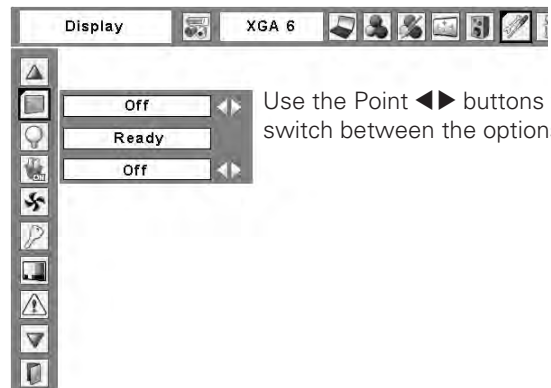 Display XGA 6
Off
Ready
Off
Use the Point ◀▶ buttons
switch between the option